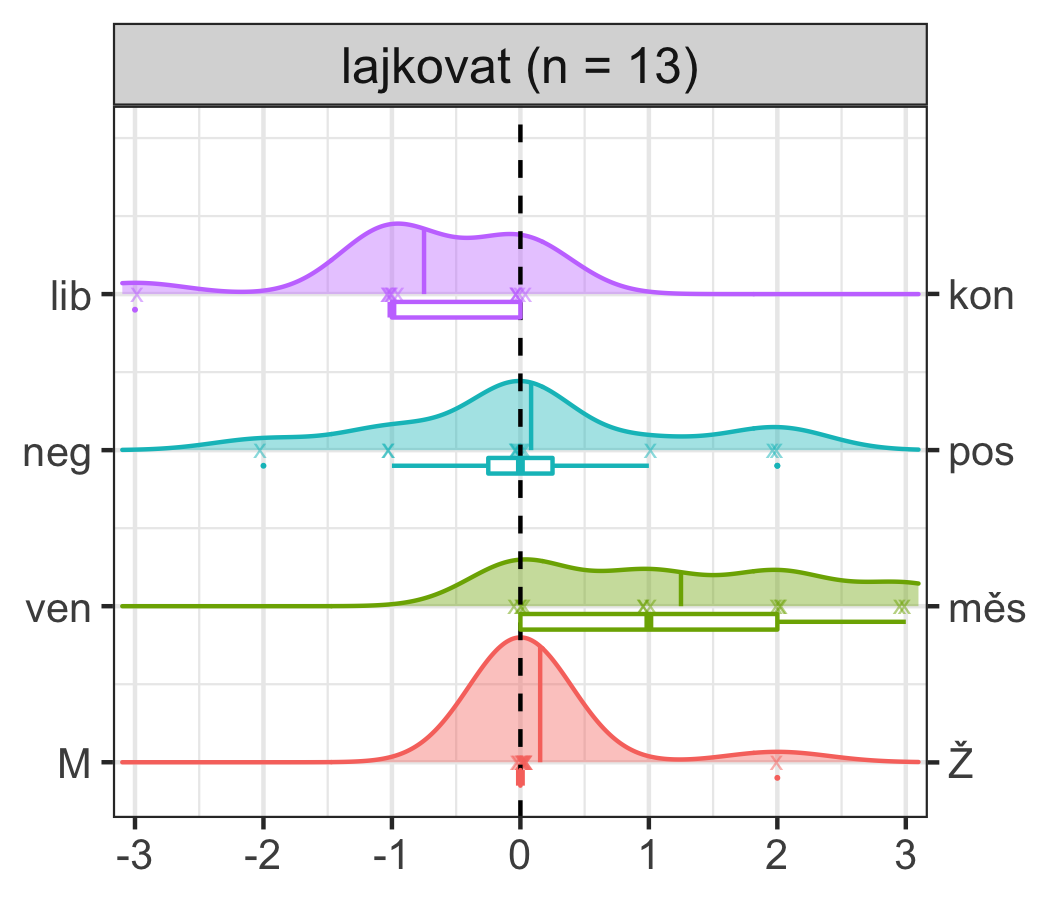 lajkovat (n = 13)
lib kon
neg pos
ven měs
M Ž
-3 -2 -1 0 1 2 3